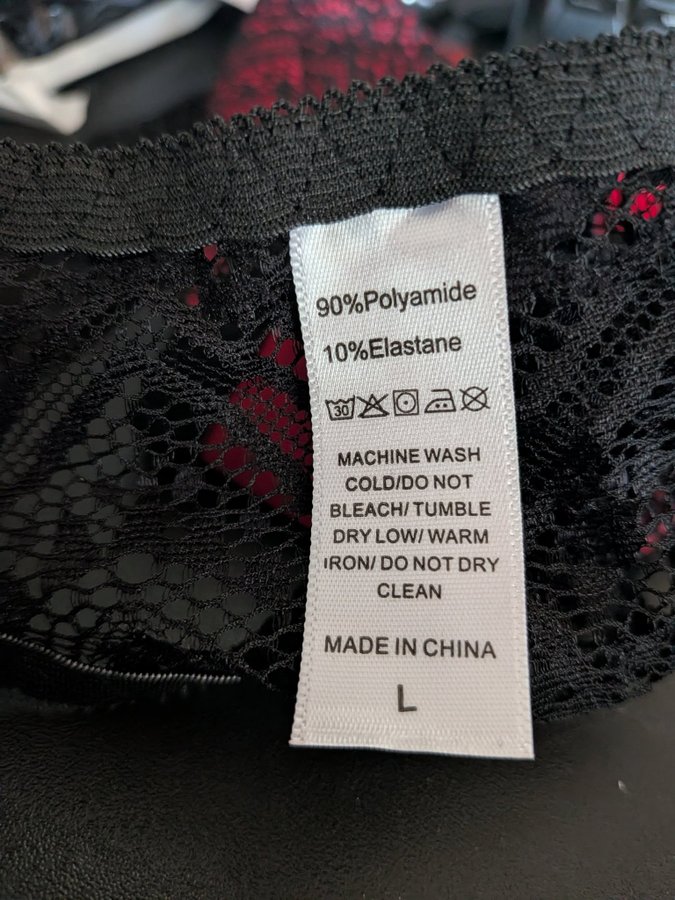 90%Polyamide
10%Elastane
30
MACHINE WASH
COLD/DO NOT
BLEACH/ TUMBLE
DRY LOW/ WARM
IRON/ DO NOT DRY
CLEAN
MADE IN CHINA
L